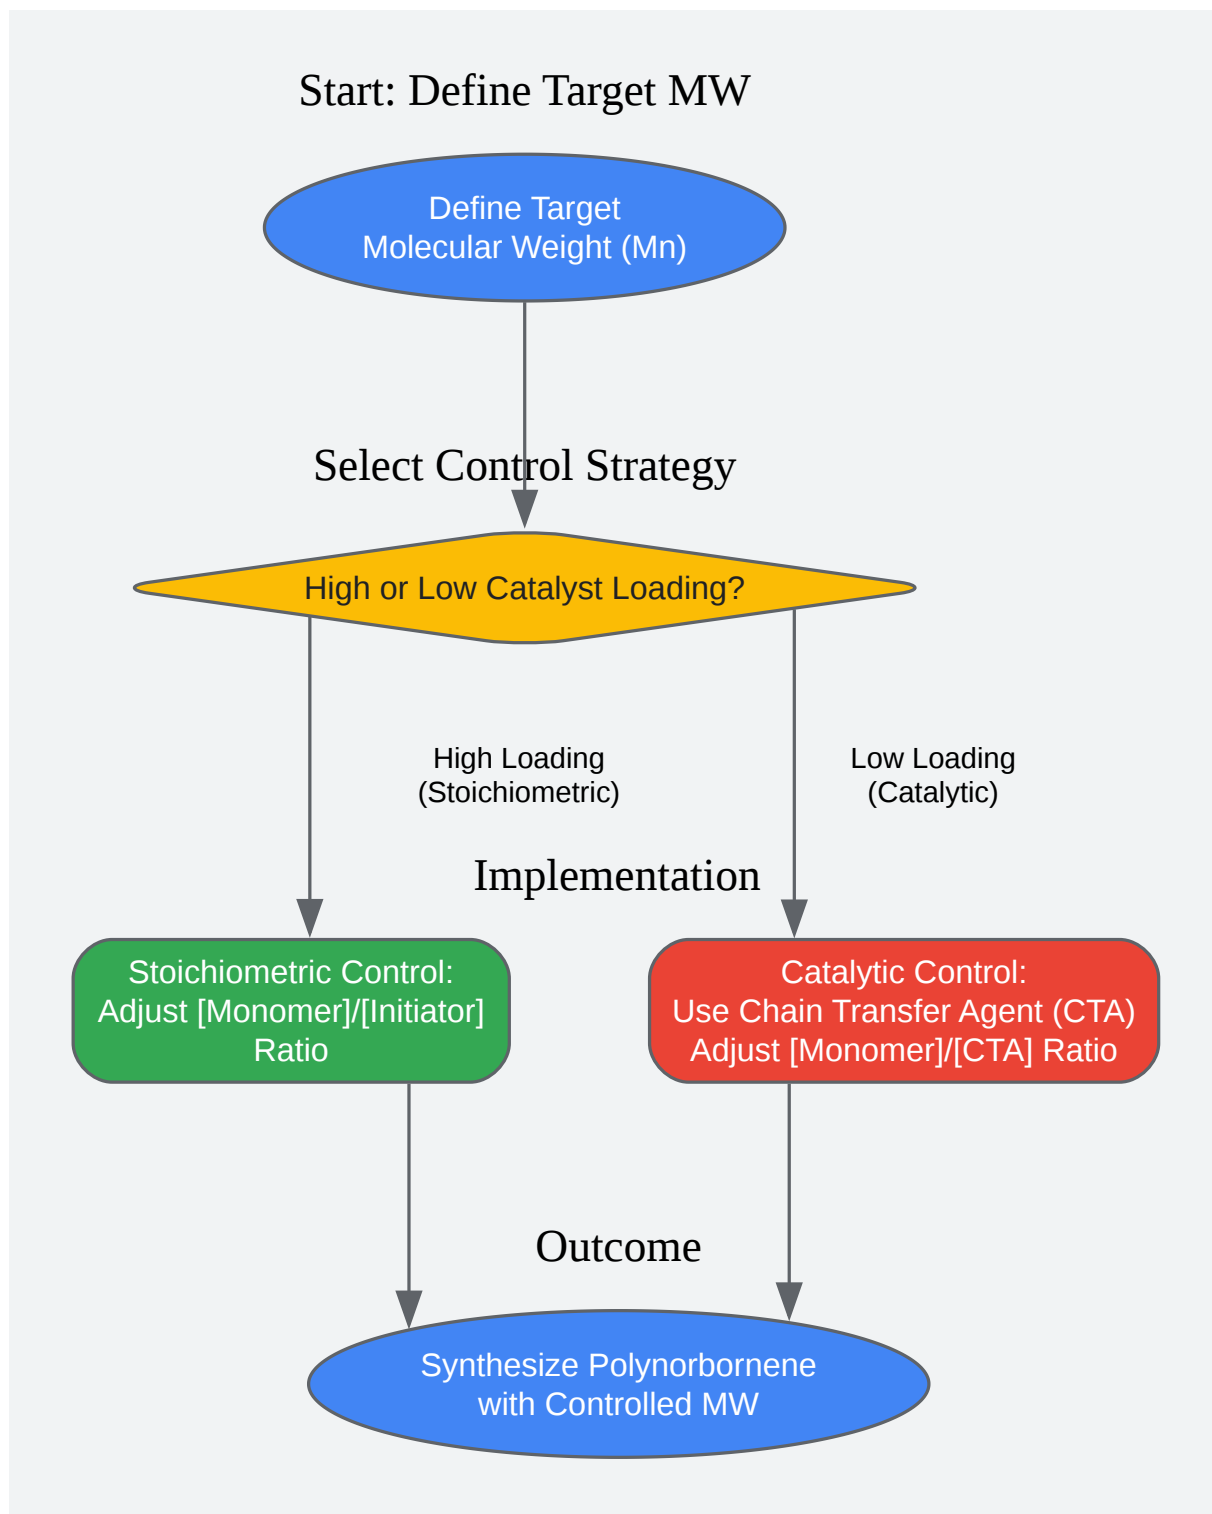 Start: Define Target MW
Define Target
Molecular Weight (Mn)
Select Control Strategy
High or Low Catalyst Loading?
High Loading
(Stoichiometric)
Low Loading
(Catalytic)
Implementation
Stoichiometric Control:
Adjust [Monomer]/[Initiator]
Ratio
Catalytic Control:
Use Chain Transfer Agent (CTA)
Adjust [Monomer]/[CTA] Ratio
Outcome
Synthesize Polynorbornene
with Controlled MW